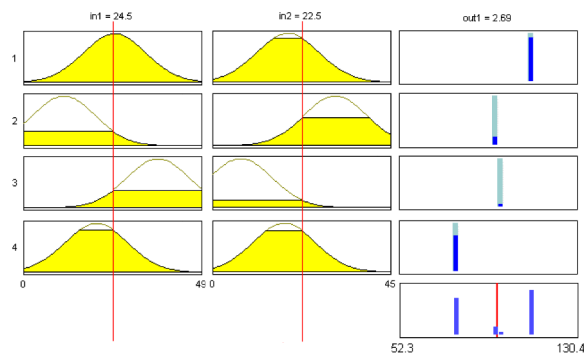 in1 = 24.5 in2 = 22.5 out1 = 2.69
1
2
3
4
0 49 45
52.3 130.4